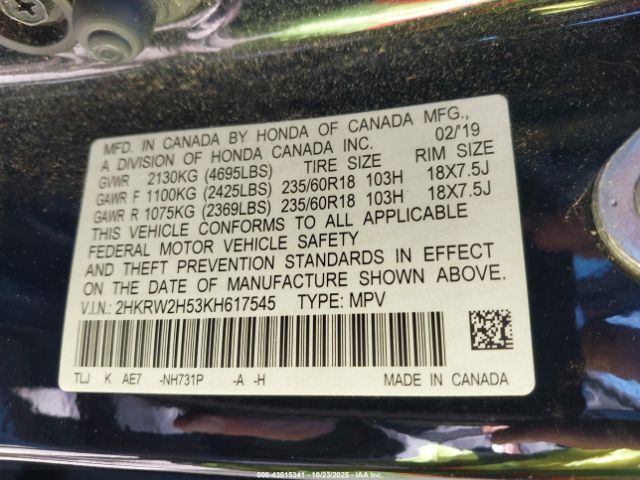 MFD. IN CANADA BY HONDA OF CANADA MFG.,
A DIVISION OF HONDA CANADA INC. 02/'19
GVWR 2130KG (4695LBS) TIRE SIZE RIM SIZE
GAWR F 1100KG (2425LBS) 235/60R18 103H 18X7.5J
GAWR R 1075KG (2369LBS) 235/60R18 103H 18X7.5J
THIS VEHICLE CONFORMS TO ALL APPLICABLE
FEDERAL MOTOR VEHICLE SAFETY
AND THEFT PREVENTION STANDARDS IN EFFECT
ON THE DATE OF MANUFACTURE SHOWN ABOVE.
V.I.N.: 2HKRW2H53KH617545 TYPE: MPV
TLJ K AE7 -NH731P -A -H MADE IN CANADA
000-43515341 - 10/23/2025 - IAA Inc.